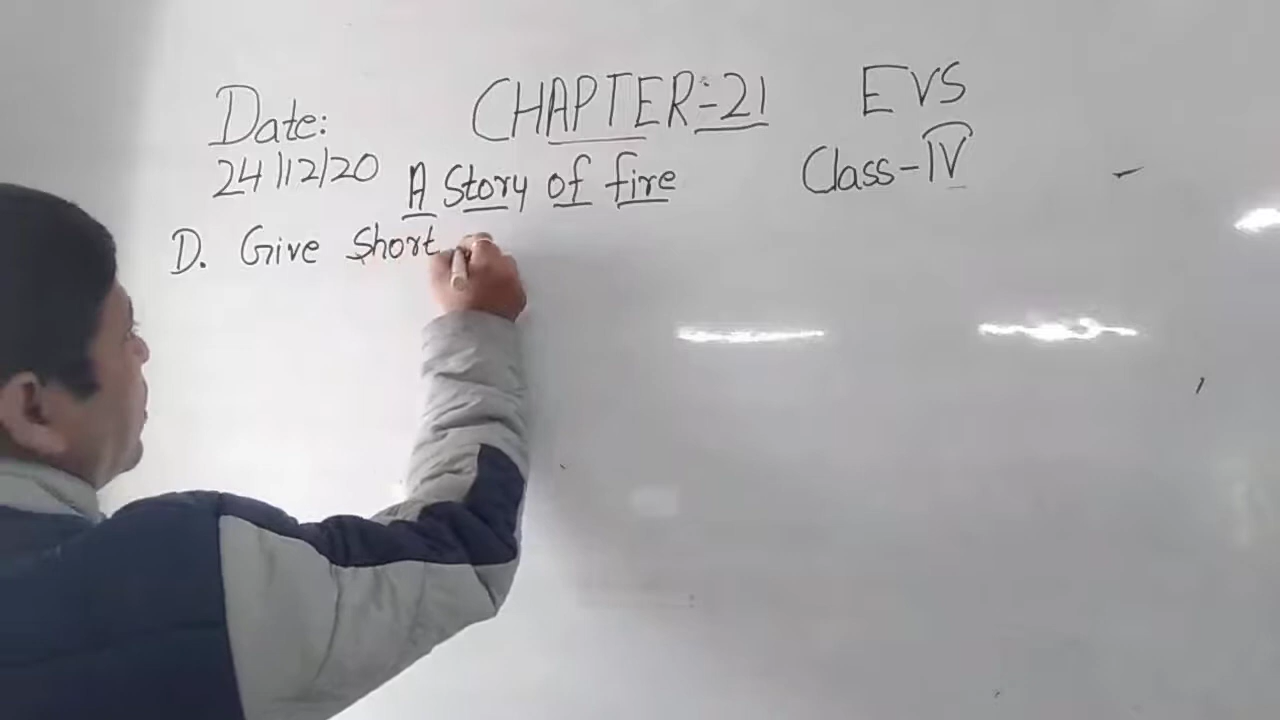 CHAPTER:-21 EVS
Date:
24/12/20 A Story of fire Class-IV
D. Give Short